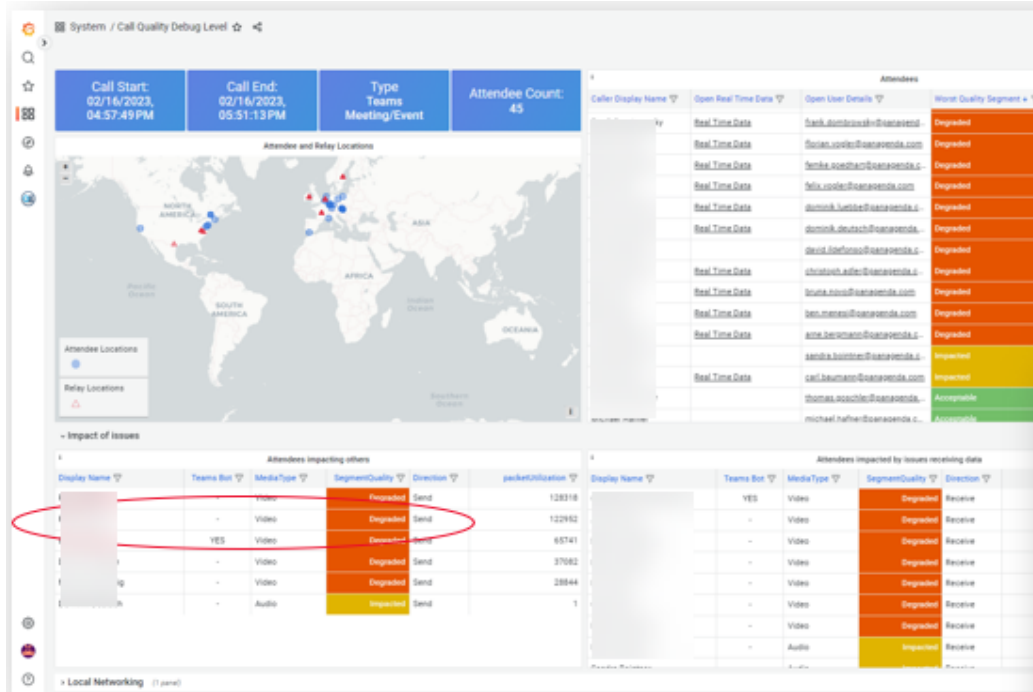 System / Call Quality Debug Level
Call Start:
02/16/2023,
04:57:49 PM
Call End:
02/16/2023,
05:51:13 PM
Type
Teams
Meeting/Event
Attendee Count:
45
Attendees
Caller Display Name
Open Real Time Data
Open User Details
Worst Quality Segment
ky
Real Time Data
frank.dombrowsky@panagend..
Degraded
Real Time Data
florian.vogler@panagenda.com
Degraded
Real Time Data
femke.goedhart@panagenda.c..
Degraded
Real Time Data
felix.vogler@panagenda.com
Degraded
Real Time Data
dominik.luebbe@panagenda.c..
Degraded
Real Time Data
dominik.deutsch@panagenda.c..
Degraded
david.ildefonso@panagenda.c..
Degraded
Real Time Data
christoph.adler@panagenda.c..
Degraded
Real Time Data
bruna.novo@panagenda.com
Degraded
Real Time Data
ben.menesi@panagenda.com
Degraded
Real Time Data
arne.bergmann@panagenda.c..
Degraded
Impacted
Real Time Data
carl.baumann@panagenda.com
Impacted
Acceptable
michael.hafner@panagenda.c..
Acceptable
Attendee and Relay Locations
+
-
NORTH
AMERICA
ASIA
AFRICA
Pacific
Ocean
SOUTH
AMERICA
Indian
Ocean
OCEANIA
Southern
Ocean
Attendee Locations
Relay Locations
Impact of issues
Attendees impacting others
Display Name
Teams Bot
MediaType
SegmentQuality
Direction
packetUtilization
- Video Degraded Send 128318
- Video Degraded Send 122952
YES Video Degraded Send 65741
- Video Degraded Send 37082
- Video Degraded Send 28844
- Audio Impacted Send 1
Attendees impacted by issues receiving data
Display Name
Teams Bot
MediaType
SegmentQuality
Direction
YES Video Degraded Receive
- Video Degraded Receive
- Video Degraded Receive
- Video Degraded Receive
- Video Degraded Receive
- Video Degraded Receive
- Video Degraded Receive
- Audio Impacted Receive
Local Networking (1 panel)